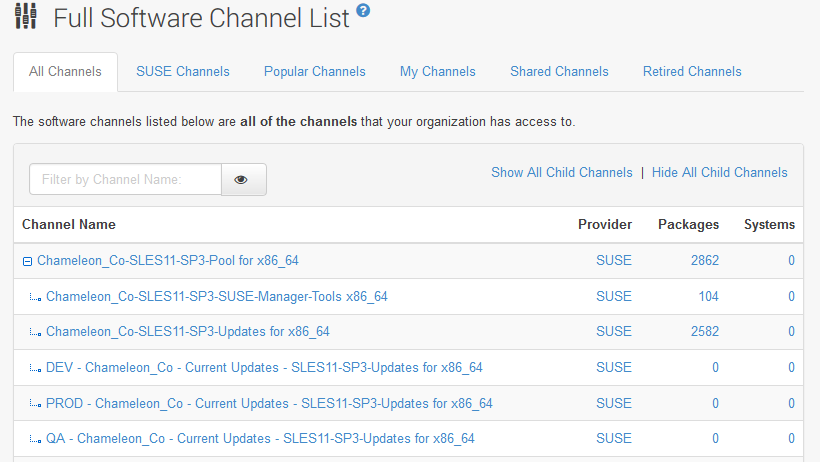 Full Software Channel List ?
All Channels SUSE Channels Popular Channels My Channels Shared Channels Retired Channels
The software channels listed below are all of the channels that your organization has access to.
Filter by Channel Name: Show All Child Channels | Hide All Child Channels
Channel Name Provider Packages Systems
Chameleon_Co-SLES11-SP3-Pool for x86_64 SUSE 2862 0
Chameleon_Co-SLES11-SP3-SUSE-Manager-Tools x86_64 SUSE 104 0
Chameleon_Co-SLES11-SP3-Updates for x86_64 SUSE 2582 0
DEV - Chameleon_Co - Current Updates - SLES11-SP3-Updates for x86_64 SUSE 0 0
PROD - Chameleon_Co - Current Updates - SLES11-SP3-Updates for x86_64 SUSE 0 0
QA - Chameleon_Co - Current Updates - SLES11-SP3-Updates for x86_64 SUSE 0 0